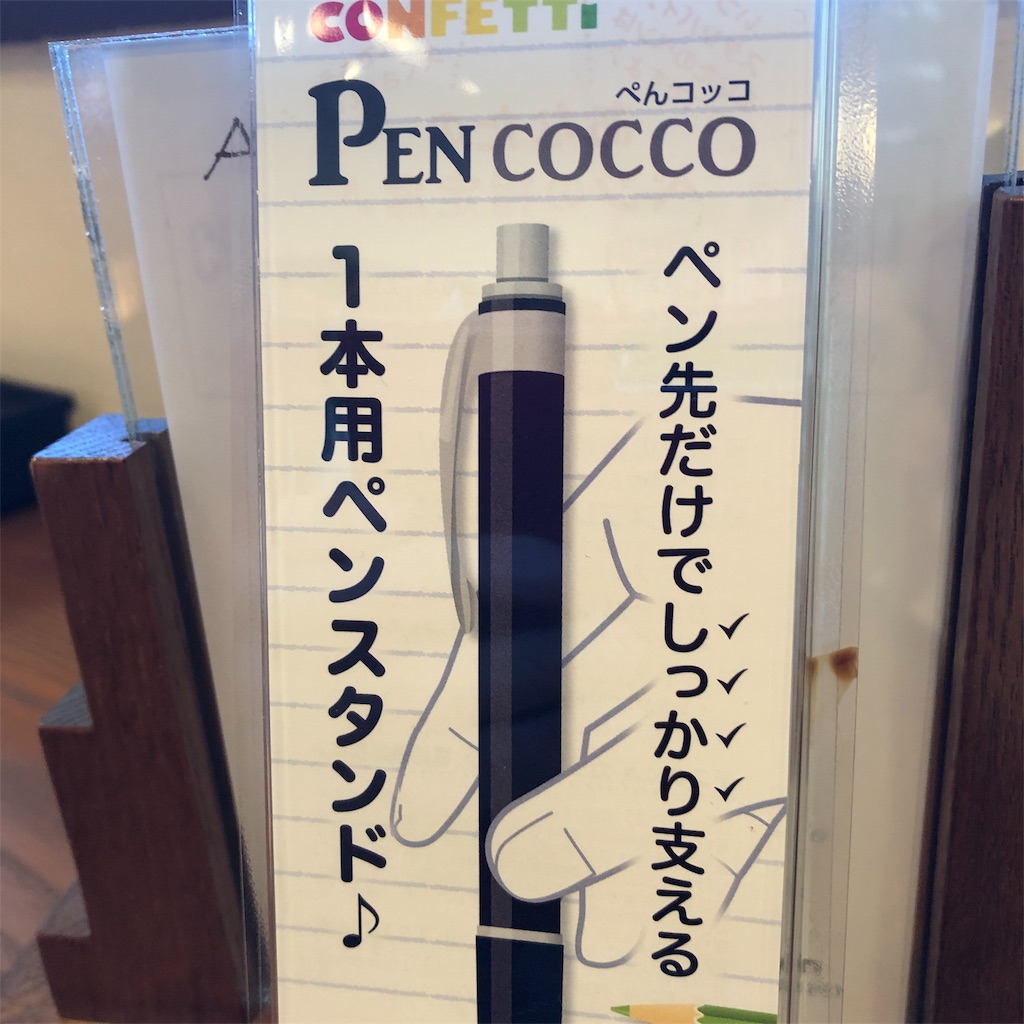 CONFETTI
ぺんコッコ
PEN COCCO
ペン先だけでしっかり支える
1本用ペンスタンド♪
A